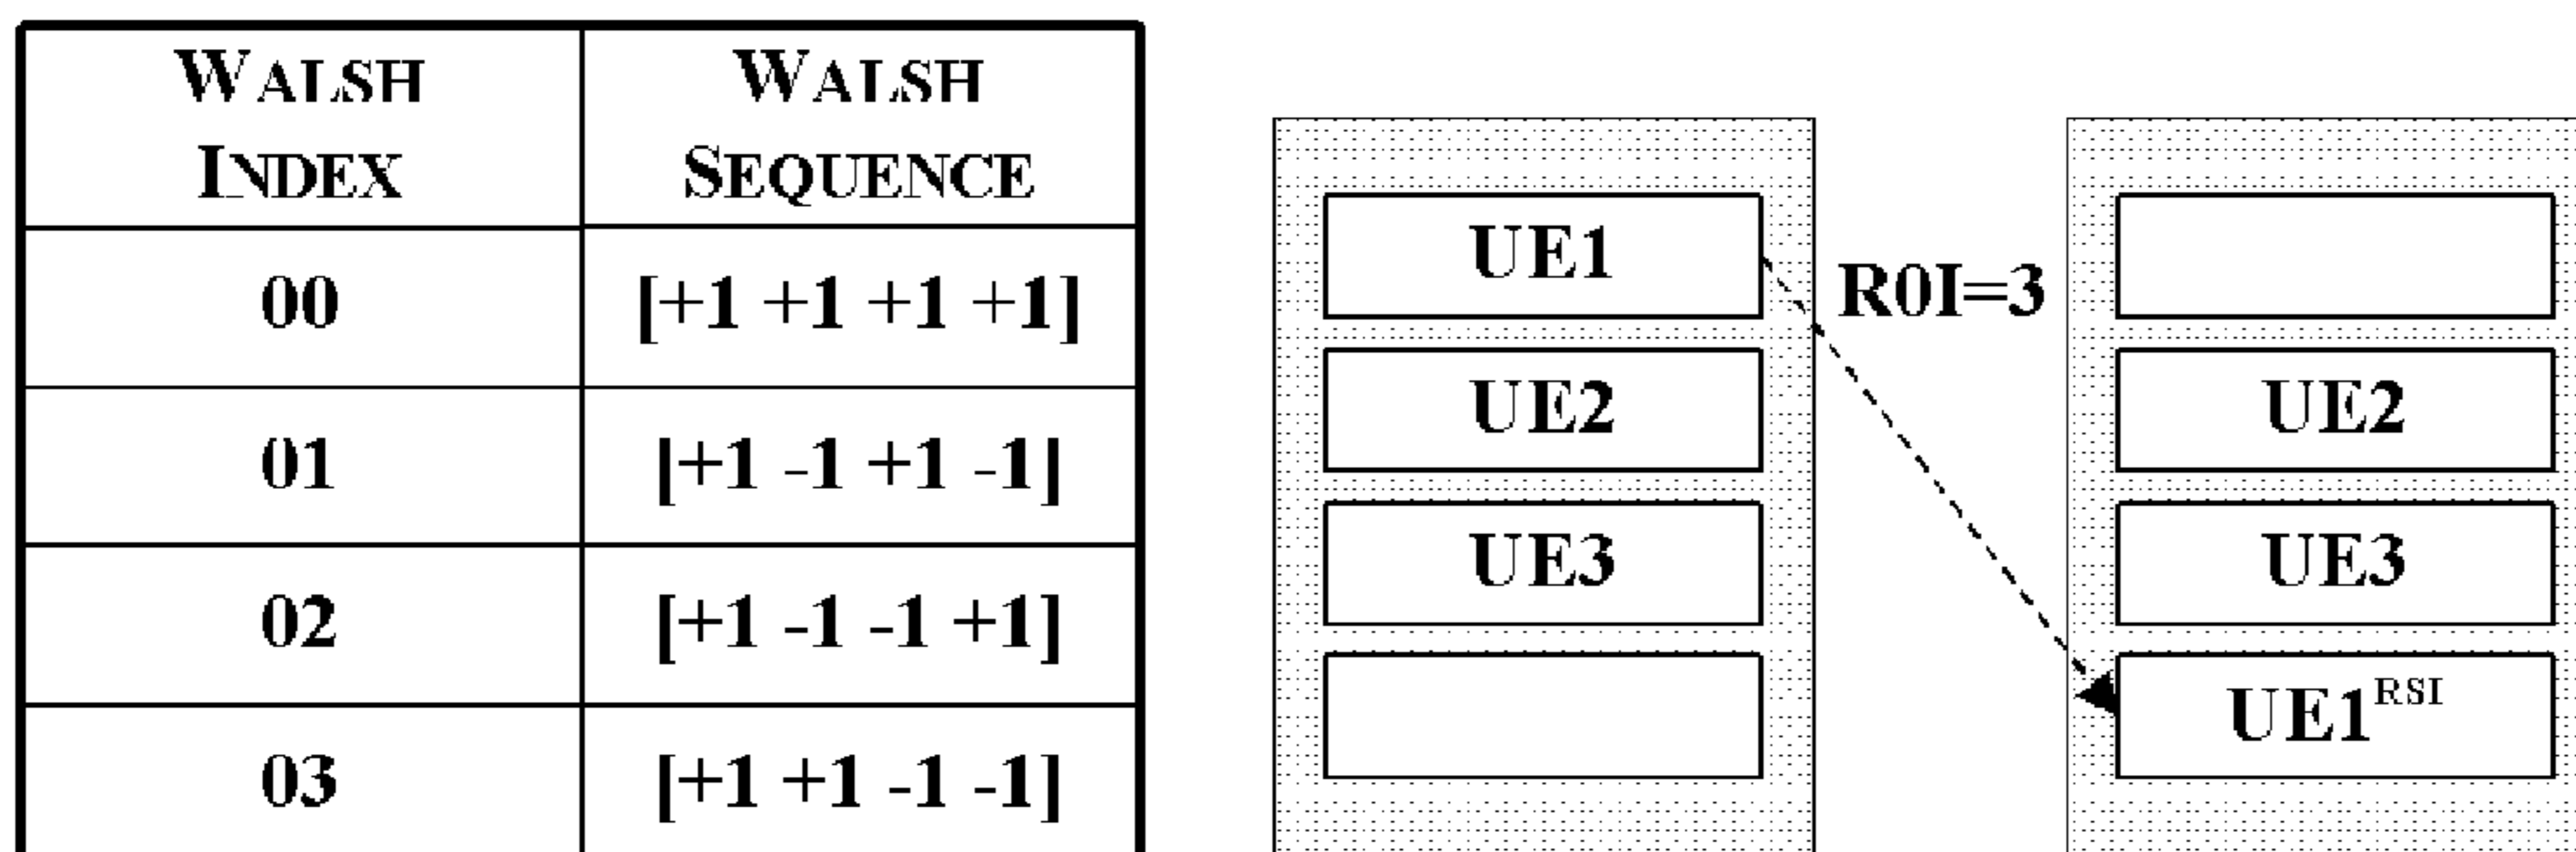 WALSH INDEX
WALSH SEQUENCE
00
[+1 +1 +1 +1]
01
[+1 -1 +1 -1]
02
[+1 -1 -1 +1]
03
[+1 +1 -1 -1]
UE1
UE2
UE3
R0I=3
UE2
UE3
UE1RSI